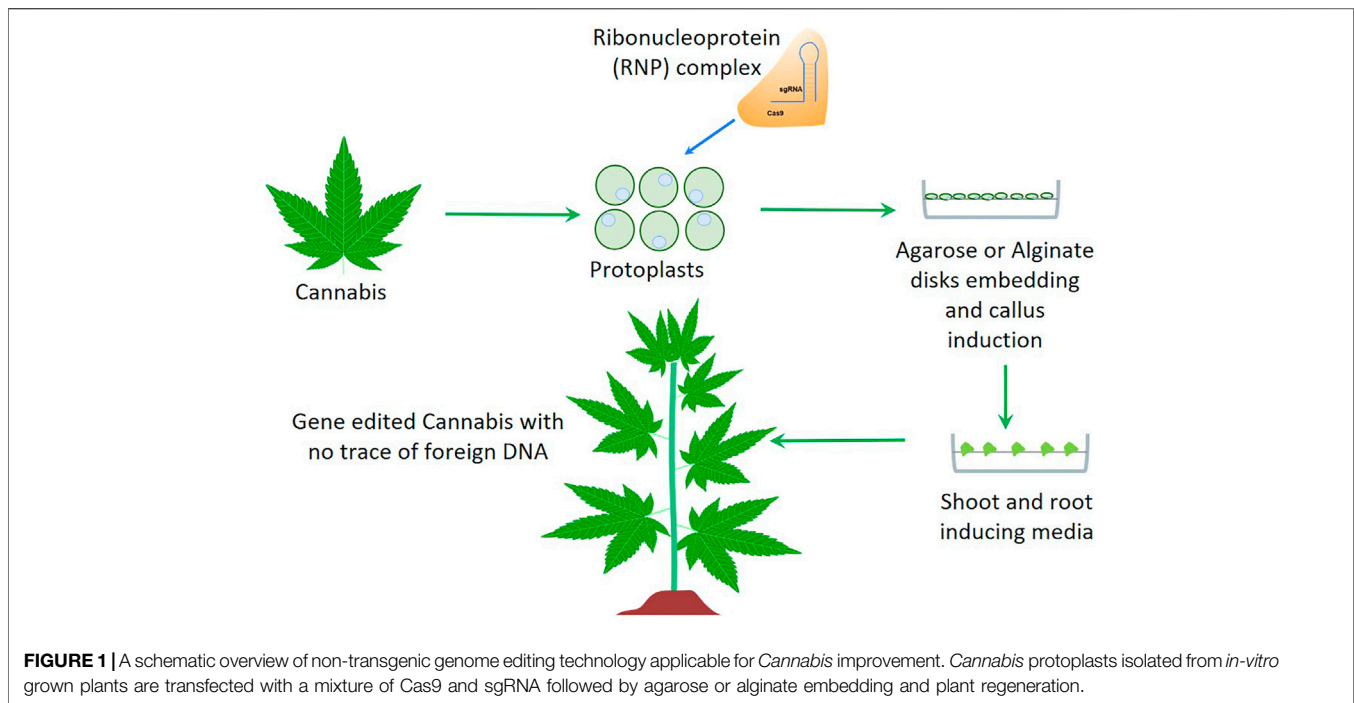 Ribonucleoprotein
(RNP) complex
sgRNA
Cas9
Cannabis
Protoplasts
Agarose or Alginate
disks embedding
and callus
induction
Gene edited Cannabis with
no trace of foreign DNA
Shoot and root
inducing media
FIGURE 1 | A schematic overview of non-transgenic genome editing technology applicable for Cannabis improvement. Cannabis protoplasts isolated from in-vitro
grown plants are transfected with a mixture of Cas9 and sgRNA followed by agarose or alginate embedding and plant regeneration.